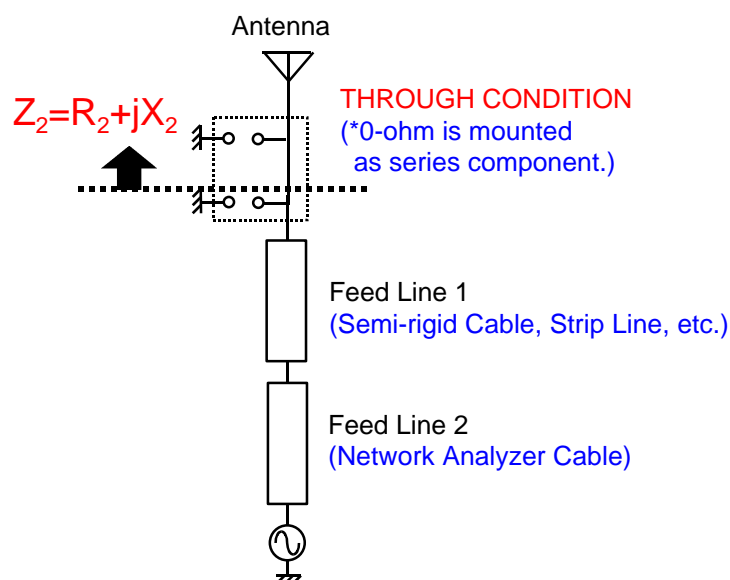 Antenna
Z₂=R₂+jX₂
THROUGH CONDITION
(*0-ohm is mounted
as series component.)
Feed Line 1
(Semi-rigid Cable, Strip Line, etc.)
Feed Line 2
(Network Analyzer Cable)